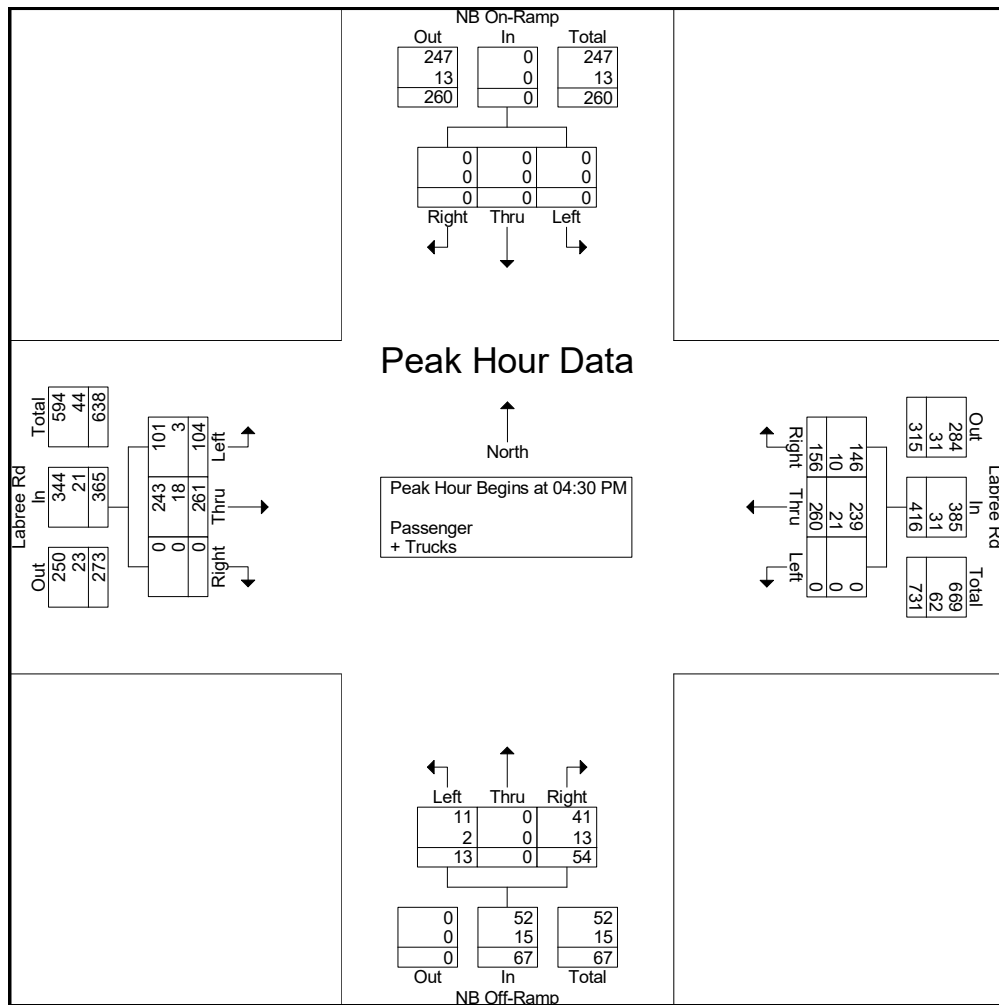 NB On-Ramp
Out In Total
247 0 247
13 0 13
260 0 260
0 0 0
0 0 0
0 0 0
Right Thru Left
Peak Hour Data
North
Peak Hour Begins at 04:30 PM
Passenger
+ Trucks
Labree Rd
Total In Out
594 344 250
44 21 23
638 365 273
101 243 0
3 18 0
104 261 0
Left Thru Right
Labree Rd
Out In Total
284 385 669
31 31 62
315 416 731
146 239 0
10 21 0
156 260 0
Right Thru Left
Left Thru Right
11 0 41
2 0 13
13 0 54
0 52 52
0 15 15
0 67 67
Out In Total
NB Off-Ramp